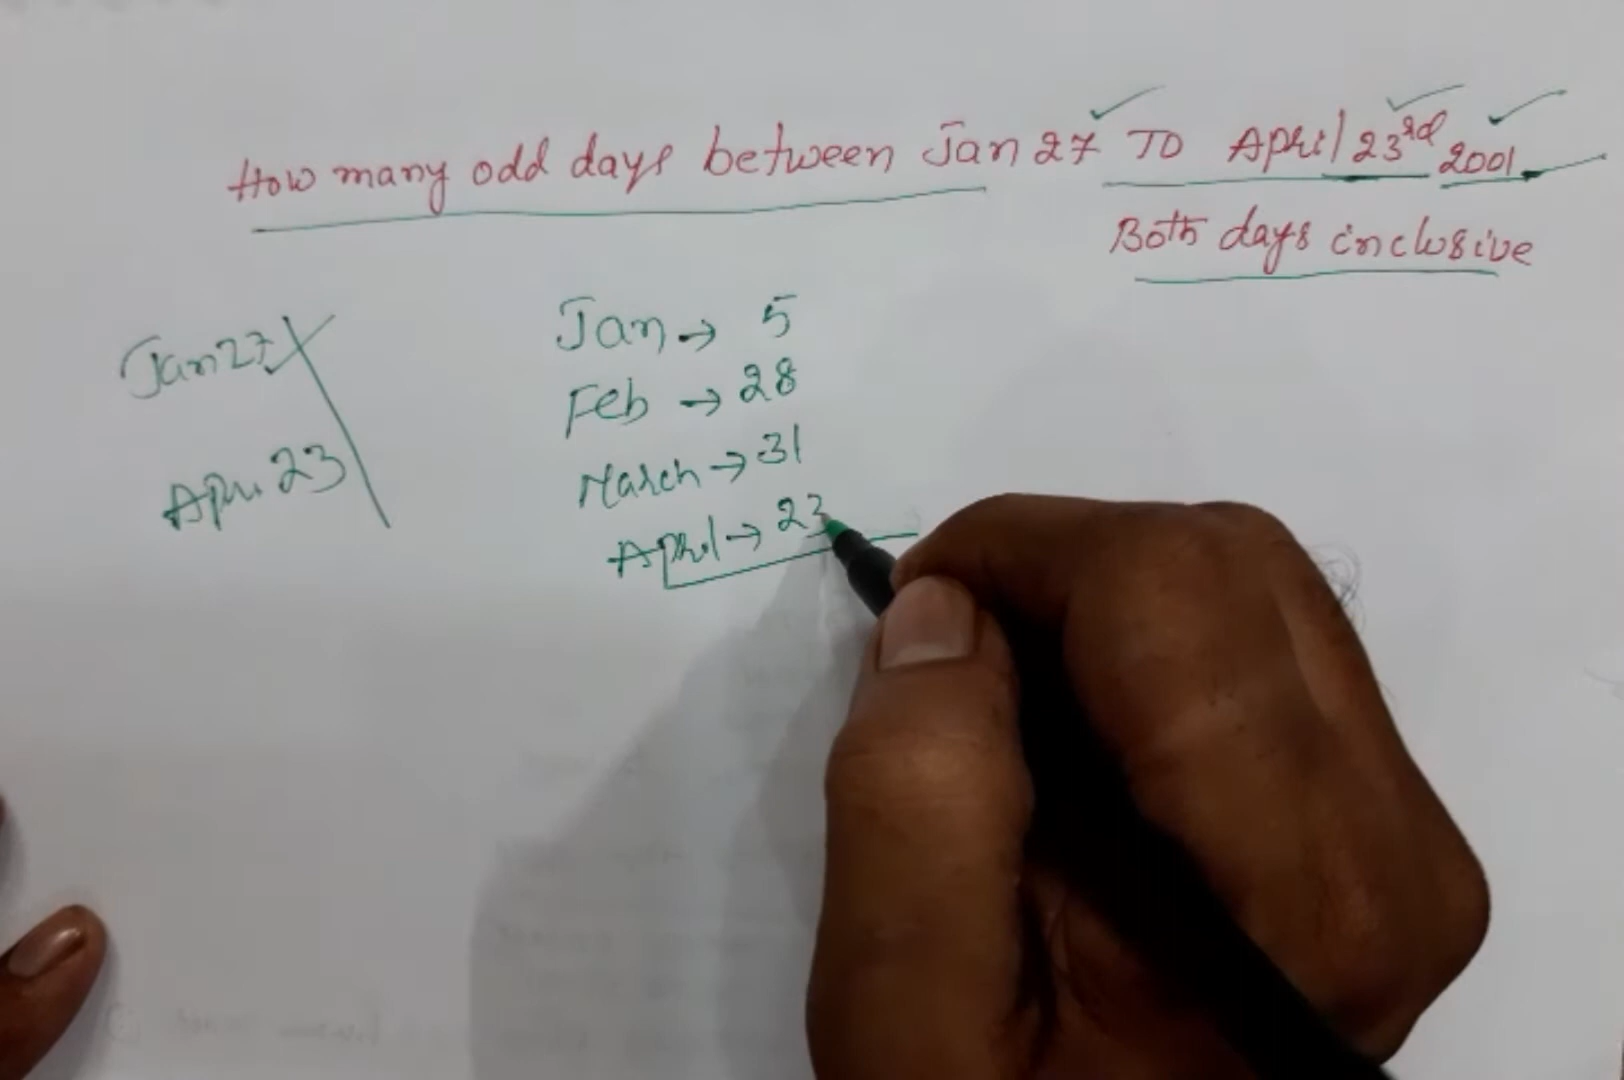 How many odd days between Jan 27 To April 23rd 2001
Both days inclusive
Jan 27
Apri 23
Jan → 5
Feb → 28
March → 31
April → 23